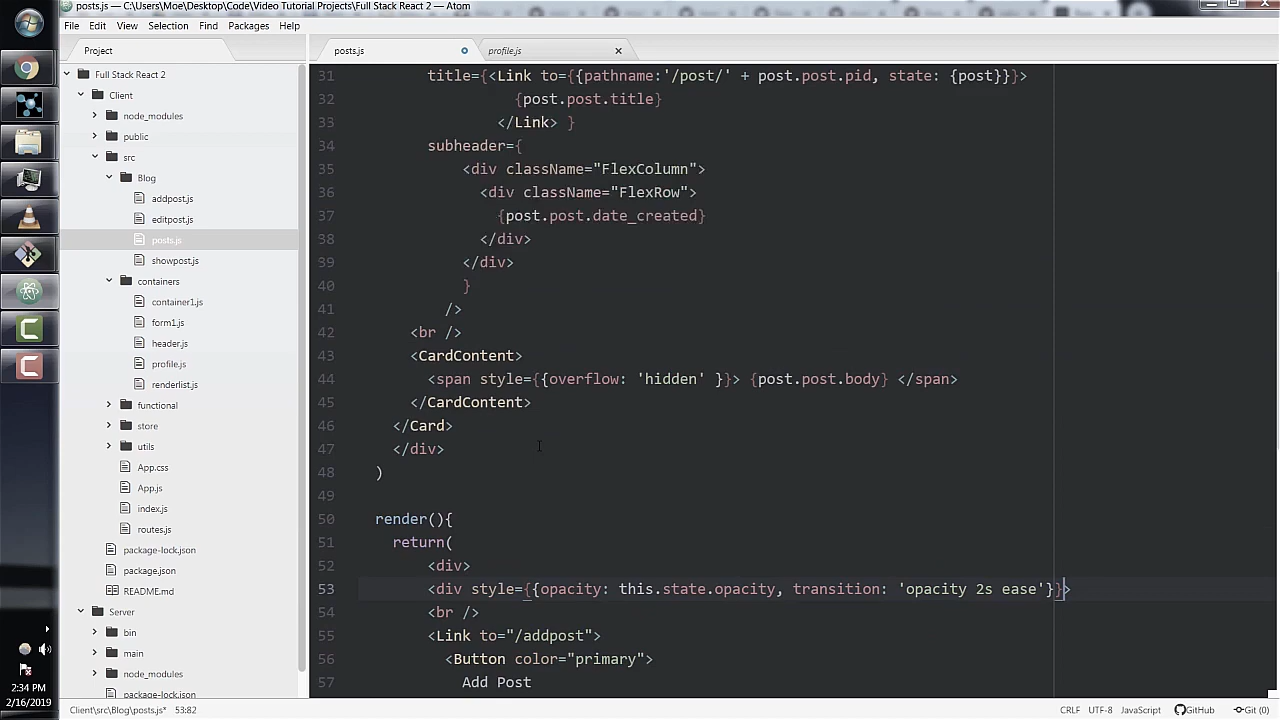 posts.js — C:\Users\Moe\Desktop\Code\Video Tutorial Projects\Full Stack React 2 — Atom
File Edit View Selection Find Packages Help
Project
posts.js
profile.js
Full Stack React 2
Client
node_modules
public
src
Blog
addpost.js
editpost.js
posts.js
showpost.js
containers
container1.js
form1.js
header.js
profile.js
renderlist.js
functional
store
utils
App.css
App.js
index.js
routes.js
package-lock.json
package.json
README.md
Server
bin
main
node_modules
package-lock.json
31 title={<Link to={{pathname:'/post/' + post.post.pid, state: {post}}}>
32 {post.post.title}
33 </Link> }
34 subheader={
35 <div className="FlexColumn">
36 <div className="FlexRow">
37 {post.post.date_created}
38 </div>
39 </div>
40 }
41 />
42 <br />
43 <CardContent>
44 <span style={{overflow: 'hidden' }}> {post.post.body} </span>
45 </CardContent>
46 </Card>
47 </div>
48 )
49
50 render(){
51 return(
52 <div>
53 <div style={{opacity: this.state.opacity, transition: 'opacity 2s ease'}}>
54 <br />
55 <Link to="/addpost">
56 <Button color="primary">
57 Add Post
2:34 PM
2/16/2019
Client\src\Blog\posts.js* 53:82
CRLF UTF-8 JavaScript GitHub Git (0)